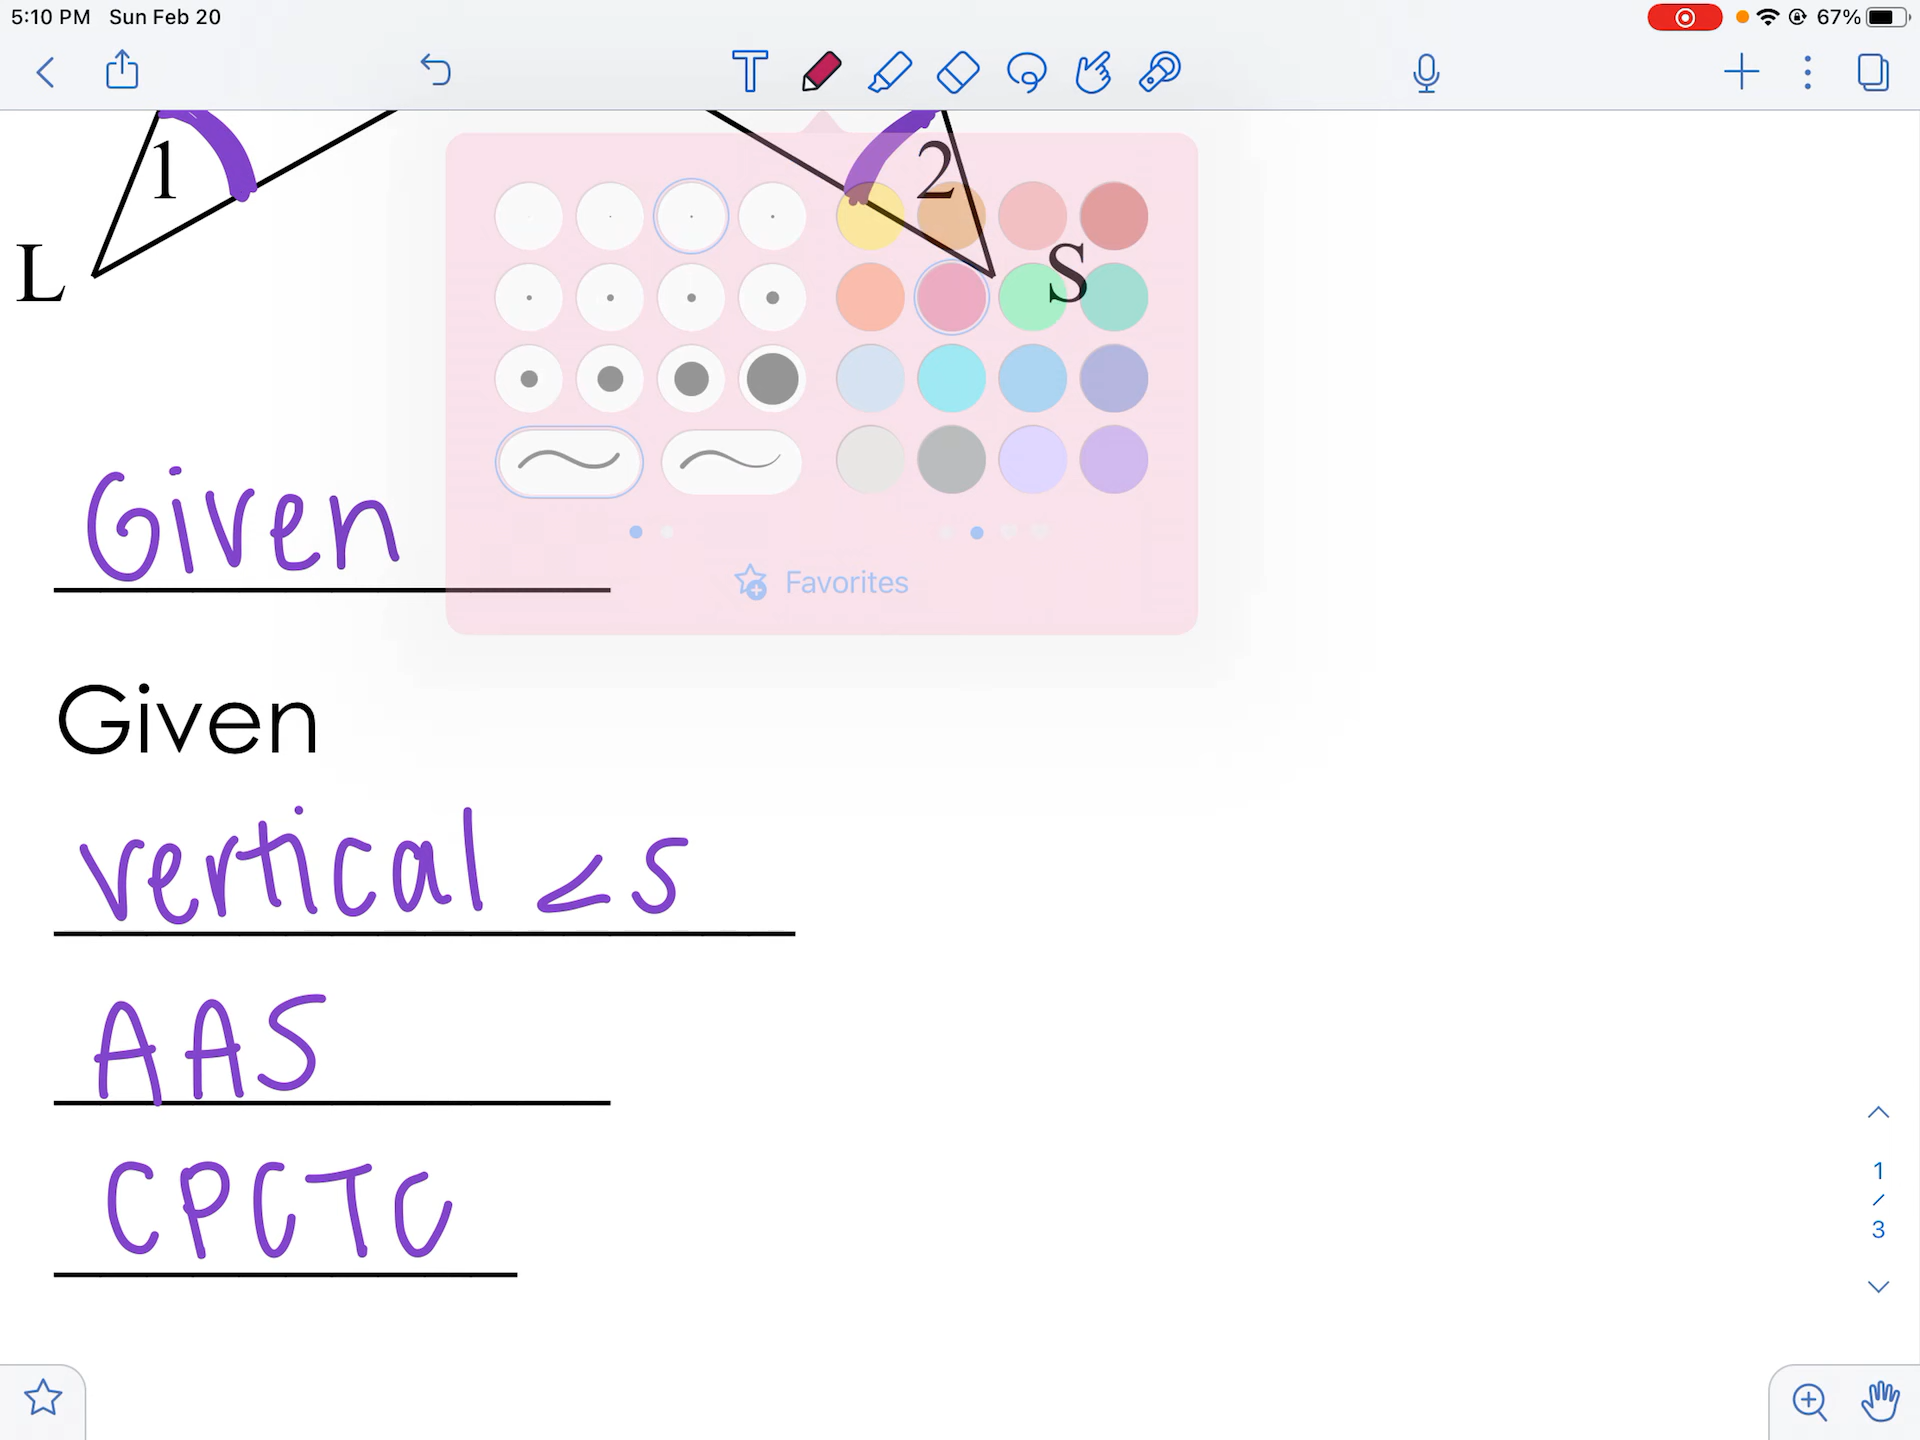 5:10 PM Sun Feb 20 67%
T
1 2
L S
Given
Favorites
Given
vertical ∠s
AAS
CPCTC
1
/
3